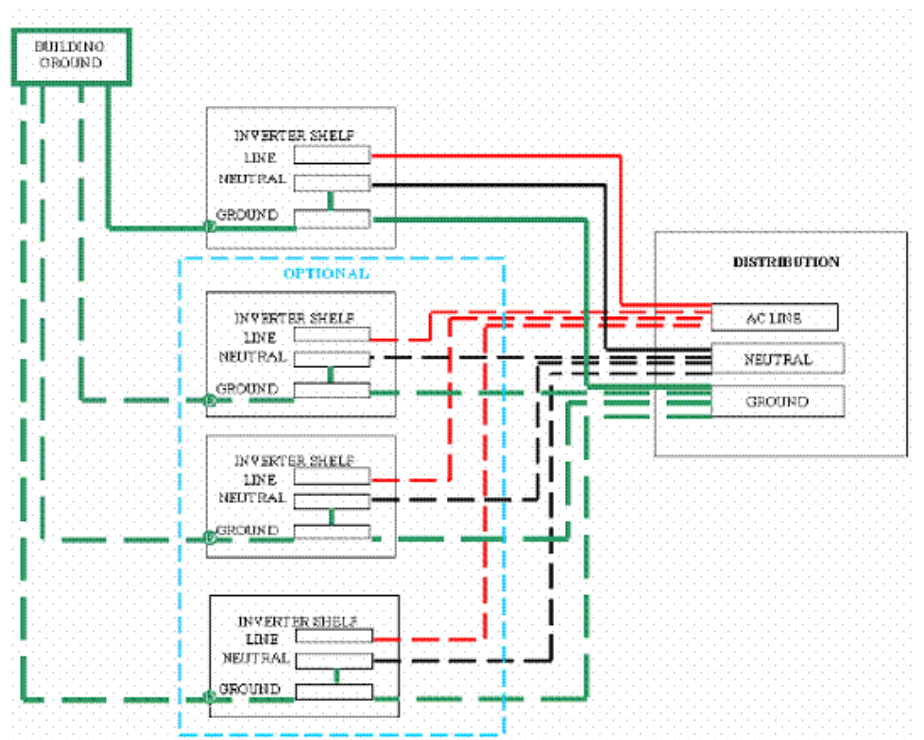 BUILDING
GROUND
INVERTER SHELF
LINE
NEUTRAL
GROUND
OPTIONAL
INVERTER SHELF
LINE
NEUTRAL
GROUND
INVERTER SHELF
LINE
NEUTRAL
GROUND
INVERTER SHELF
LINE
NEUTRAL
GROUND
DISTRIBUTION
AC LINE
NEUTRAL
GROUND